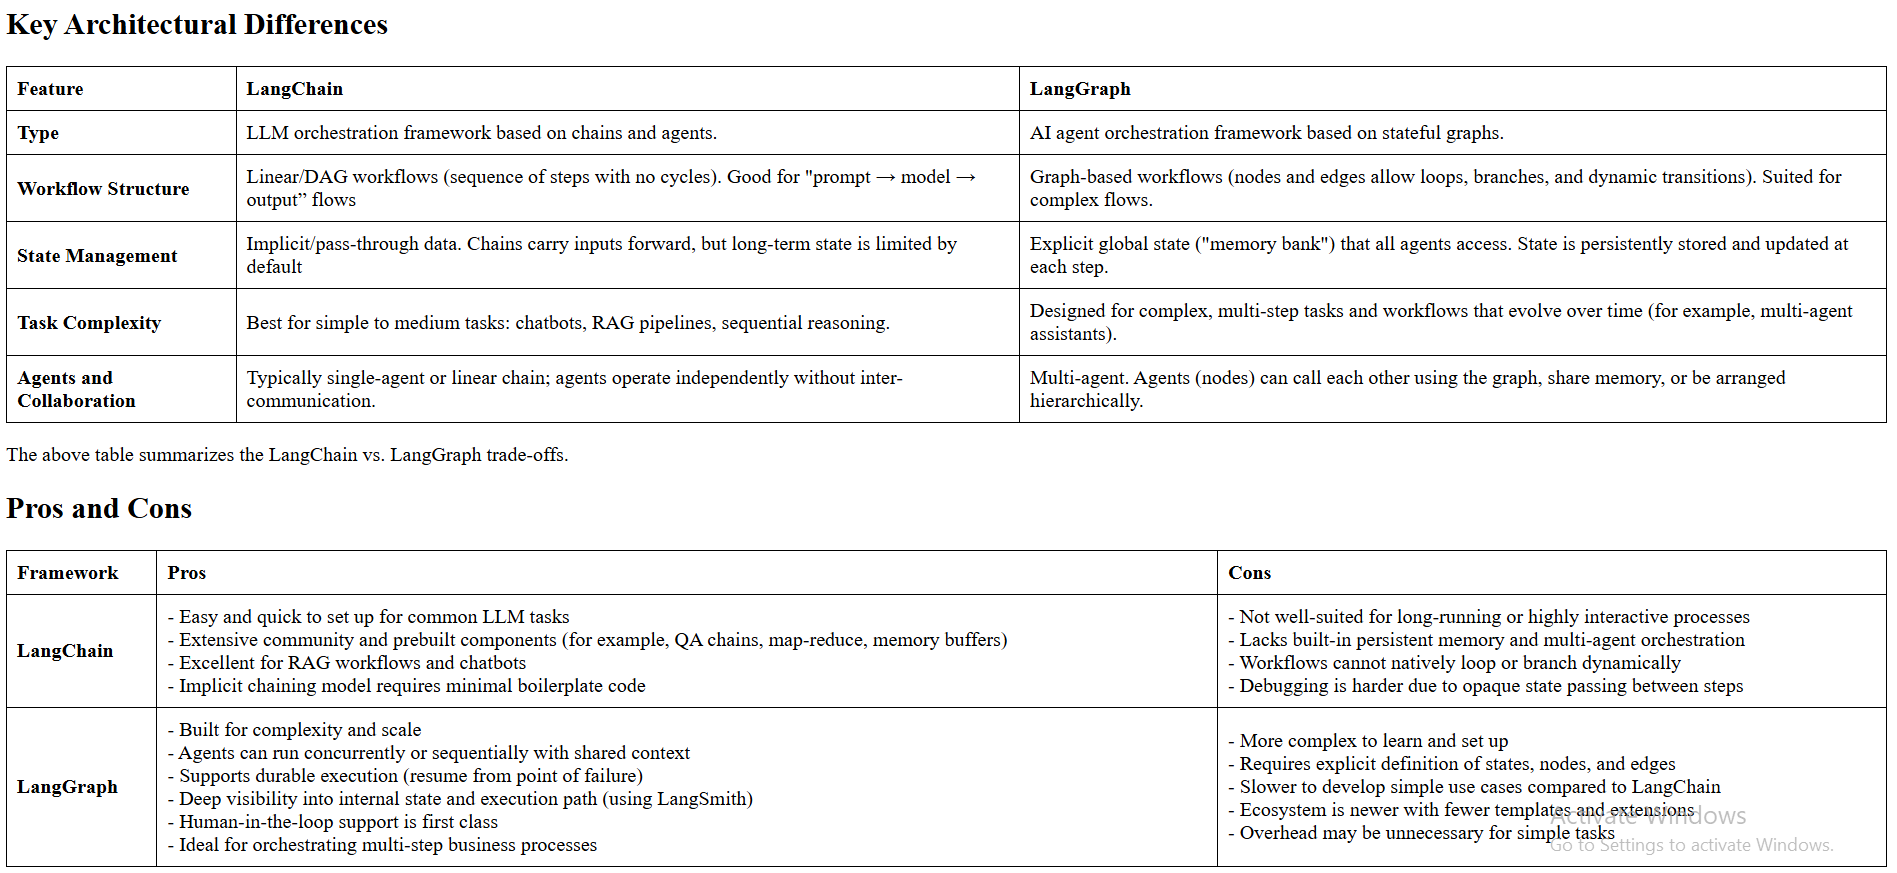 Key Architectural Differences
Feature
LangChain
LangGraph
Type
LLM orchestration framework based on chains and agents.
AI agent orchestration framework based on stateful graphs.
Workflow Structure
Linear/DAG workflows (sequence of steps with no cycles). Good for "prompt → model →
output” flows
Graph-based workflows (nodes and edges allow loops, branches, and dynamic transitions). Suited for
complex flows.
State Management
Implicit/pass-through data. Chains carry inputs forward, but long-term state is limited by
default
Explicit global state ("memory bank") that all agents access. State is persistently stored and updated at
each step.
Task Complexity
Best for simple to medium tasks: chatbots, RAG pipelines, sequential reasoning.
Designed for complex, multi-step tasks and workflows that evolve over time (for example, multi-agent
assistants).
Agents and
Collaboration
Typically single-agent or linear chain; agents operate independently without inter-
communication.
Multi-agent. Agents (nodes) can call each other using the graph, share memory, or be arranged
hierarchically.
The above table summarizes the LangChain vs. LangGraph trade-offs.
Pros and Cons
Framework
Pros
Cons
LangChain
- Easy and quick to set up for common LLM tasks
- Extensive community and prebuilt components (for example, QA chains, map-reduce, memory buffers)
- Excellent for RAG workflows and chatbots
- Implicit chaining model requires minimal boilerplate code
- Not well-suited for long-running or highly interactive processes
- Lacks built-in persistent memory and multi-agent orchestration
- Workflows cannot natively loop or branch dynamically
- Debugging is harder due to opaque state passing between steps
LangGraph
- Built for complexity and scale
- Agents can run concurrently or sequentially with shared context
- Supports durable execution (resume from point of failure)
- Deep visibility into internal state and execution path (using LangSmith)
- Human-in-the-loop support is first class
- Ideal for orchestrating multi-step business processes
- More complex to learn and set up
- Requires explicit definition of states, nodes, and edges
- Slower to develop simple use cases compared to LangChain
- Ecosystem is newer with fewer templates and extensions
- Overhead may be unnecessary for simple tasks
Activate Windows
Go to Settings to activate Windows.